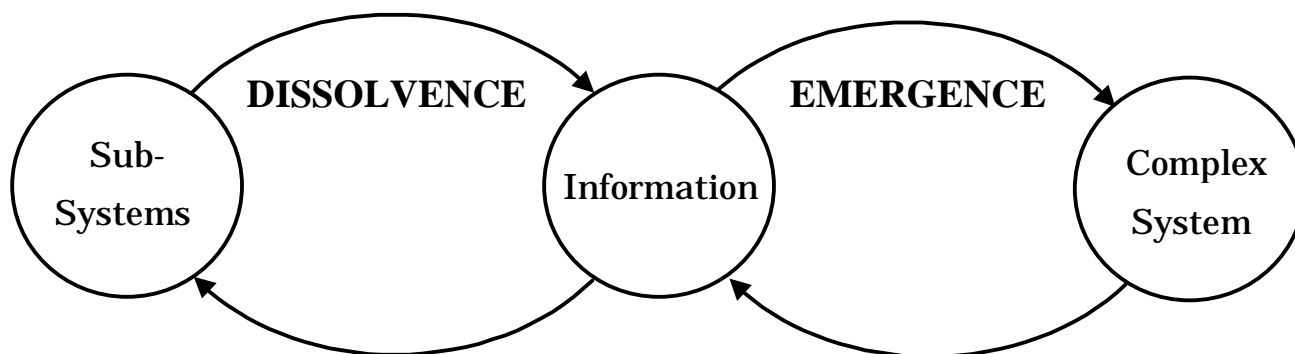 DISSOLVENCE
EMERGENCE
Sub-
Systems
Information
Complex
System